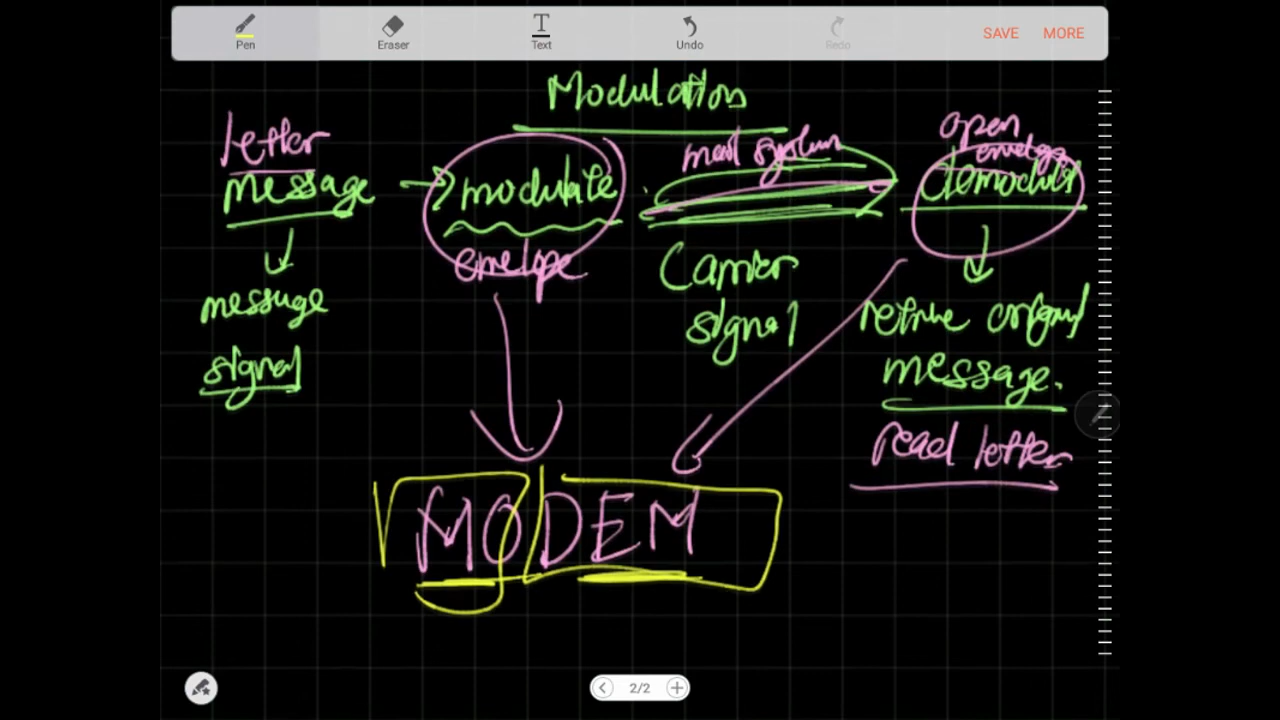 Pen
Eraser
Text
Undo
Redo
SAVE
MORE
Modulation
letter
message
message
signal
modulate
envelope
mail system
Carrier
signal
open
envelope
demodulate
retrieve original
message.
read letter
MODEM
2/2